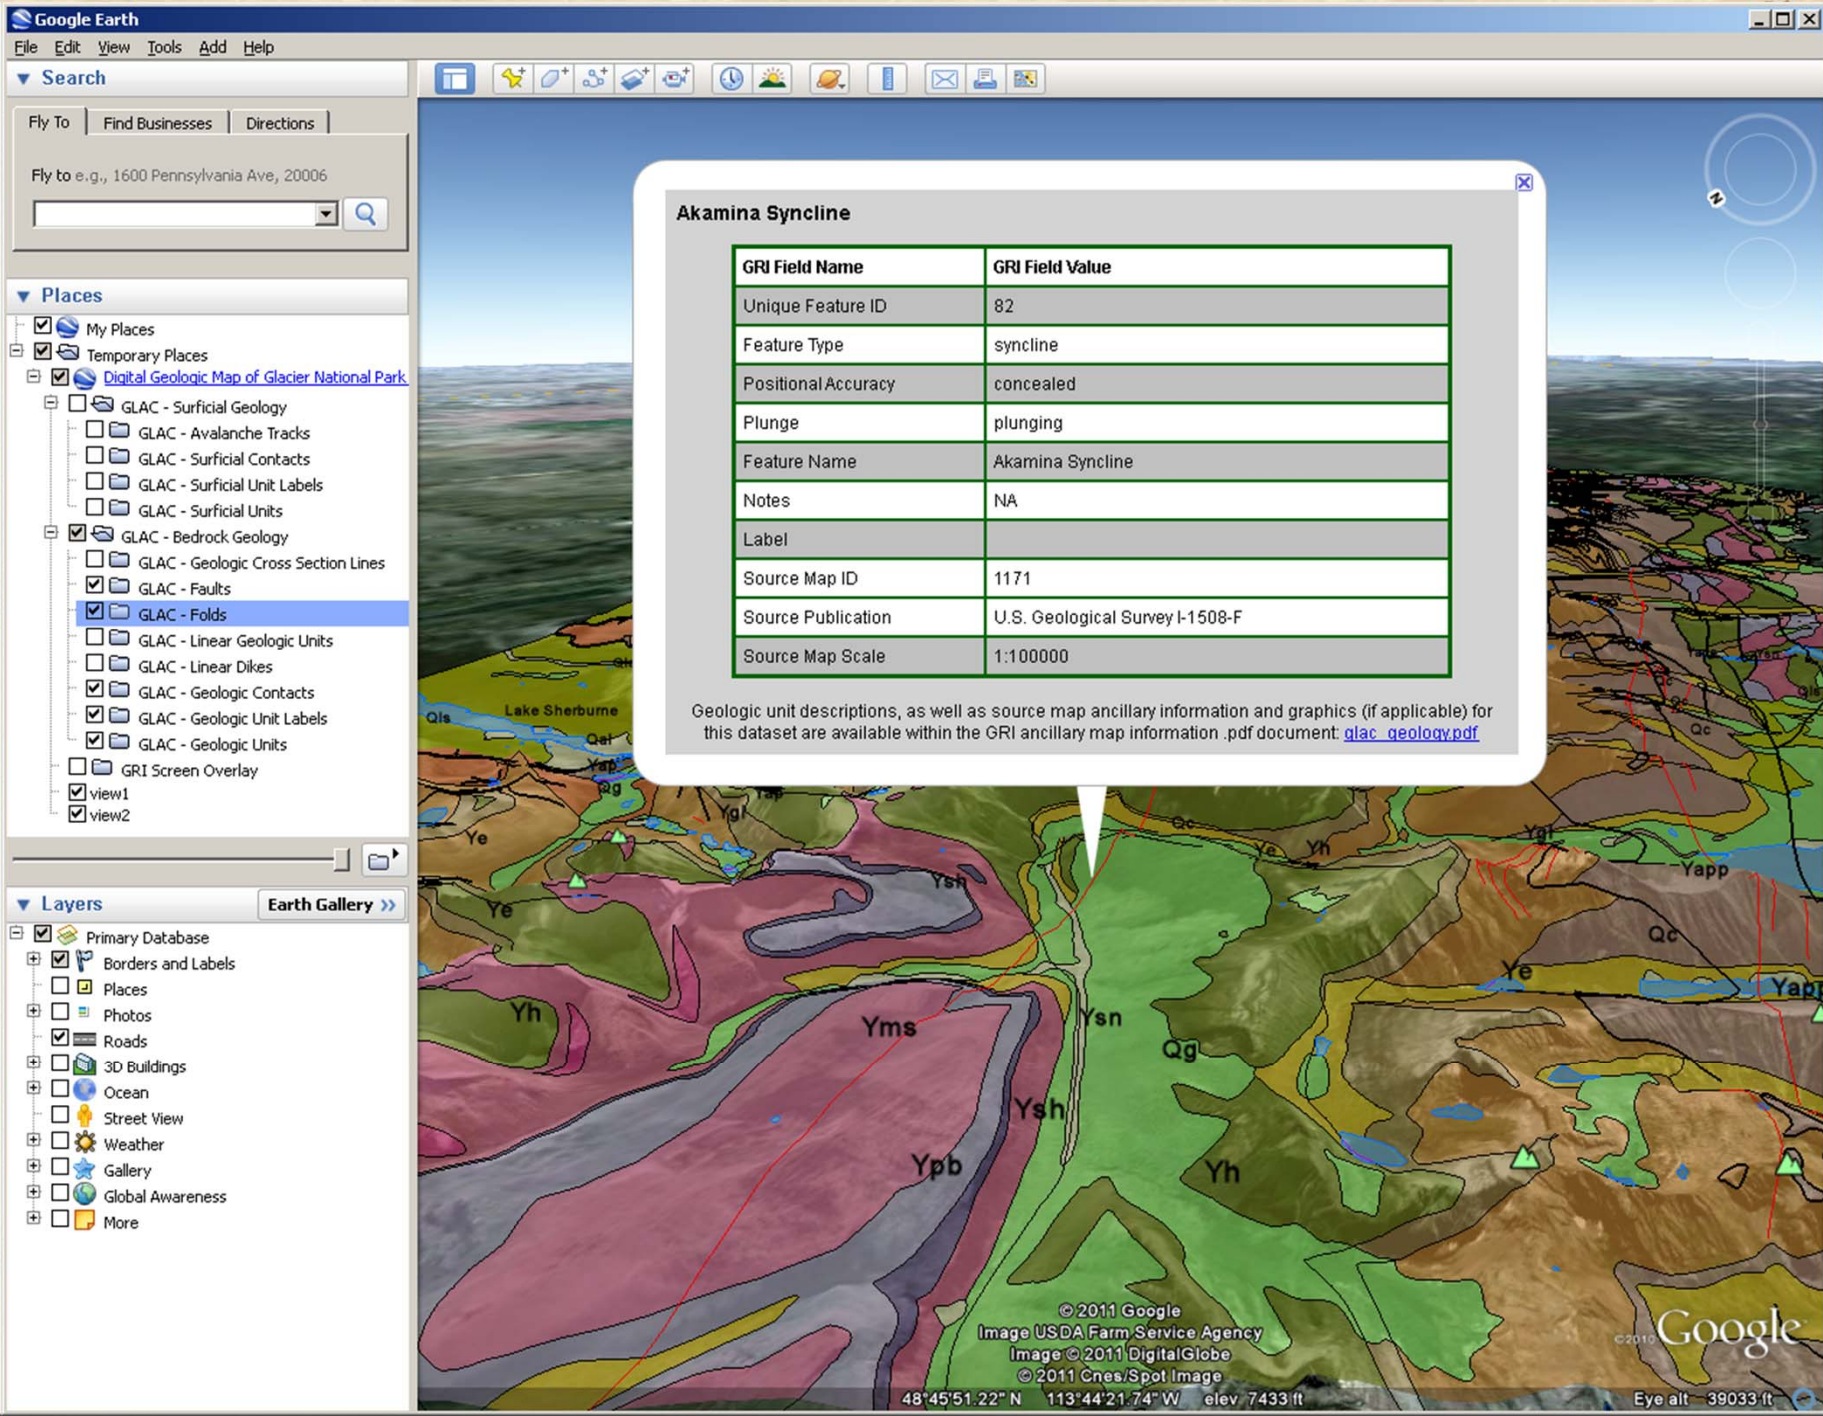 Google Earth
File Edit View Tools Add Help
Search
Fly To Find Businesses Directions
Fly to e.g., 1600 Pennsylvania Ave, 20006
Places
My Places
Temporary Places
Digital Geologic Map of Glacier National Park
GLAC - Surficial Geology
GLAC - Avalanche Tracks
GLAC - Surficial Contacts
GLAC - Surficial Unit Labels
GLAC - Surficial Units
GLAC - Bedrock Geology
GLAC - Geologic Cross Section Lines
GLAC - Faults
GLAC - Folds
GLAC - Linear Geologic Units
GLAC - Linear Dikes
GLAC - Geologic Contacts
GLAC - Geologic Unit Labels
GLAC - Geologic Units
GRI Screen Overlay
view1
view2
Layers Earth Gallery >>
Primary Database
Borders and Labels
Places
Photos
Roads
3D Buildings
Ocean
Street View
Weather
Gallery
Global Awareness
More
N
Akamina Syncline
GRI Field Name GRI Field Value
Unique Feature ID 82
Feature Type syncline
Positional Accuracy concealed
Plunge plunging
Feature Name Akamina Syncline
Notes NA
Label
Source Map ID 1171
Source Publication U.S. Geological Survey I-1508-F
Source Map Scale 1:100000
Geologic unit descriptions, as well as source map ancillary information and graphics (if applicable) for
this dataset are available within the GRI ancillary map information .pdf document: glac_geology.pdf
Qls Lake Sherburne
Qal
Yap
Qg
Yap
Ygl
Qc
Qc
Qc
Ye
Ye Yh
Ygl
Yapp
Ysh
Ye
Qc
Ye
Yapp
Yh
Yms
Ysn
Qg
Ysh
Ypb
Yh
© 2011 Google
Image USDA Farm Service Agency
Image © 2011 DigitalGlobe
© 2011 Cnes/Spot Image
©2010 Google
48°45'51.22" N 113°44'21.74" W elev 7433 ft Eye alt 39033 ft